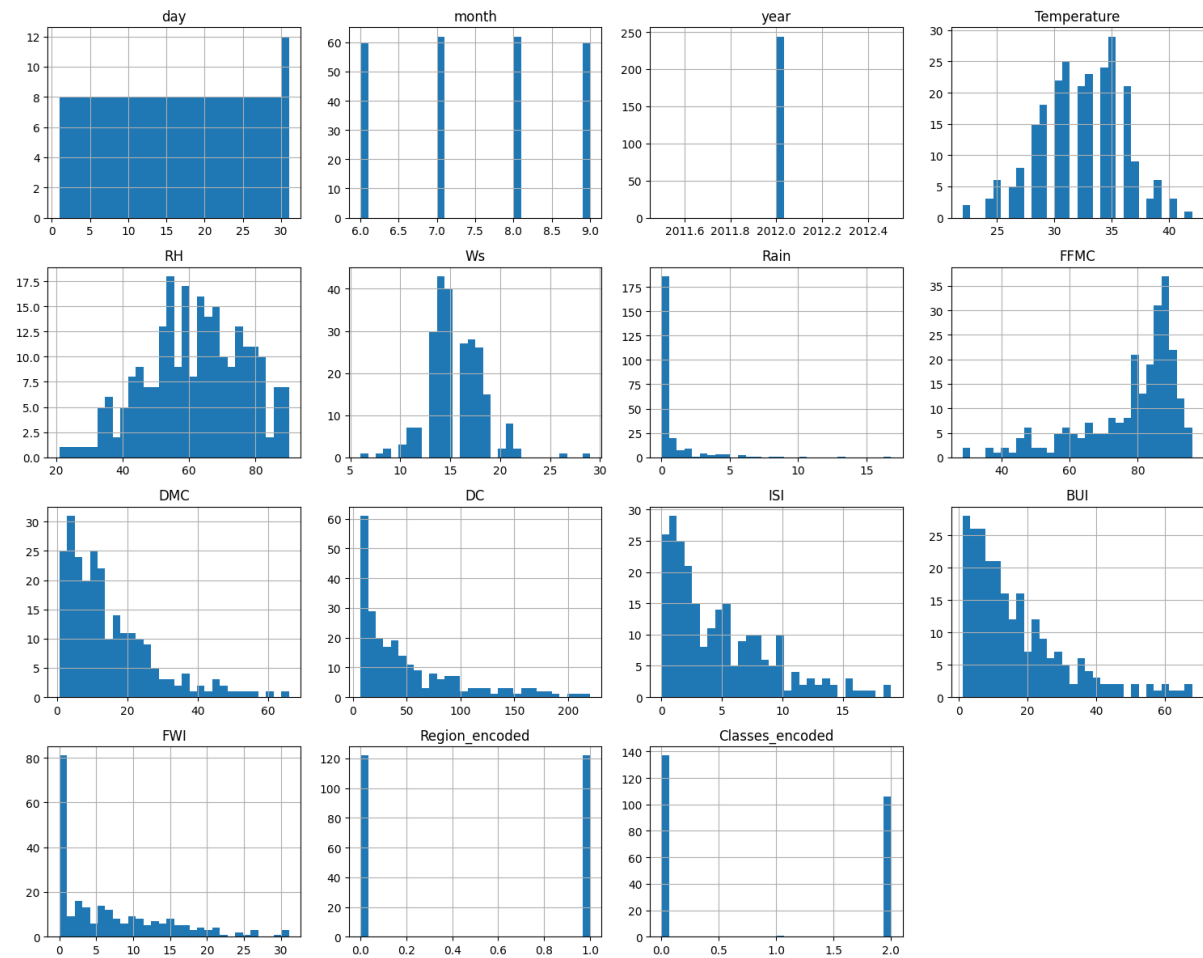 day month year Temperature
12 60 250 30
10 50 200 25
8 40 150 20
6 30 100 15
4 20 50 10
2 10 0 5
0 0 0
0 5 10 15 20 25 30 6.0 6.5 7.0 7.5 8.0 8.5 9.0 2011.6 2011.8 2012.0 2012.2 2012.4 25 30 35 40
RH Ws Rain FFMC
17.5 40 175 35
15.0 30 150 30
12.5 20 125 25
10.0 10 100 20
7.5 0 75 15
5.0 50 10
2.5 25 5
0.0 0 0
20 40 60 80 5 10 15 20 25 30 0 5 10 15 40 60 80
DMC DC ISI BUI
30 60 30 25
25 50 25 20
20 40 20 15
15 30 15 10
10 20 10 5
5 10 5 0
0 0 0
0 20 40 60 0 50 100 150 200 0 5 10 15 0 20 40 60
FWI Region_encoded Classes_encoded
80 120 140
60 100 120
40 80 100
20 60 80
0 40 60
20 40
0 20
0
0 5 10 15 20 25 30 0.0 0.2 0.4 0.6 0.8 1.0 0.0 0.5 1.0 1.5 2.0